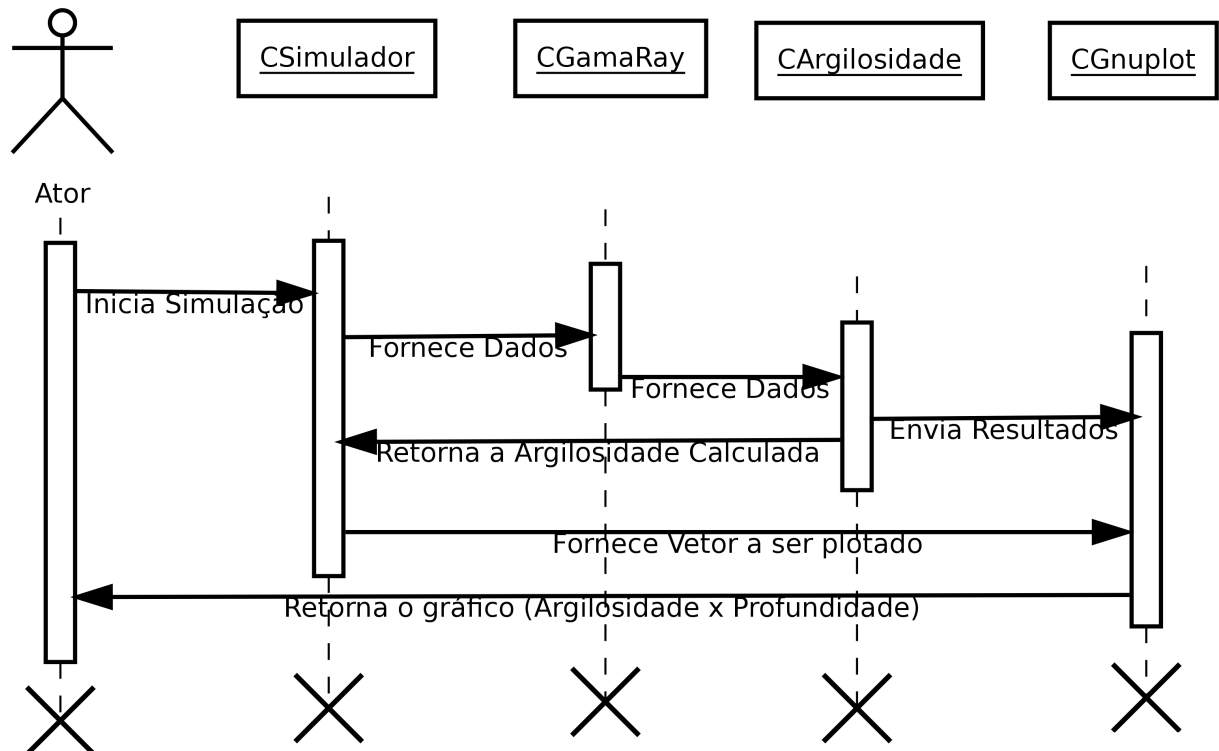 CSimulador
CGamaRay
CArgilosidade
CGnuplot
Ator
Inicia Simulação
Fornece Dados
Fornece Dados
Envia Resultados
Retorna a Argilosidade Calculada
Fornece Vetor a ser plotado
Retorna o gráfico (Argilosidade x Profundidade)